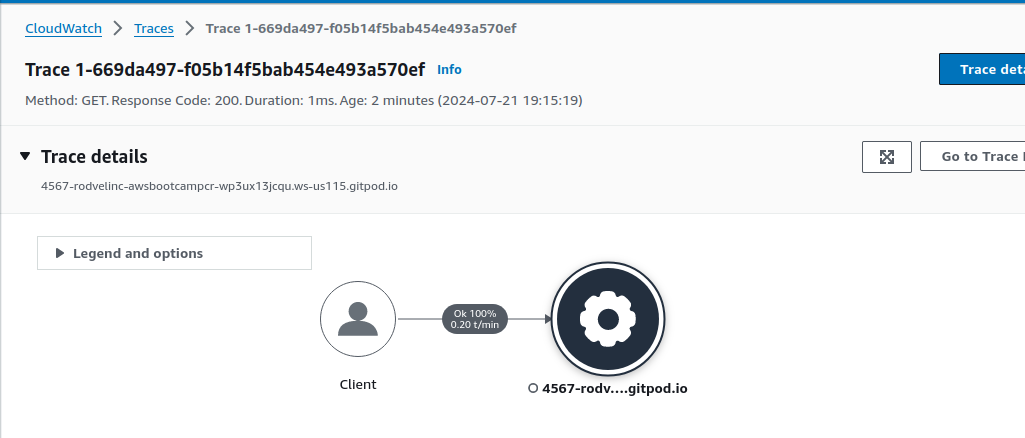 CloudWatch > Traces > Trace 1-669da497-f05b14f5bab454e493a570ef
Trace 1-669da497-f05b14f5bab454e493a570ef Info
Trace deta
Method: GET. Response Code: 200. Duration: 1ms. Age: 2 minutes (2024-07-21 19:15:19)
Trace details
Go to Trace
4567-rodvelinc-awsbootcampcr-wp3ux13jcqu.ws-us115.gitpod.io
Legend and options
Ok 100%
0.20 t/min
Client
4567-rodv....gitpod.io